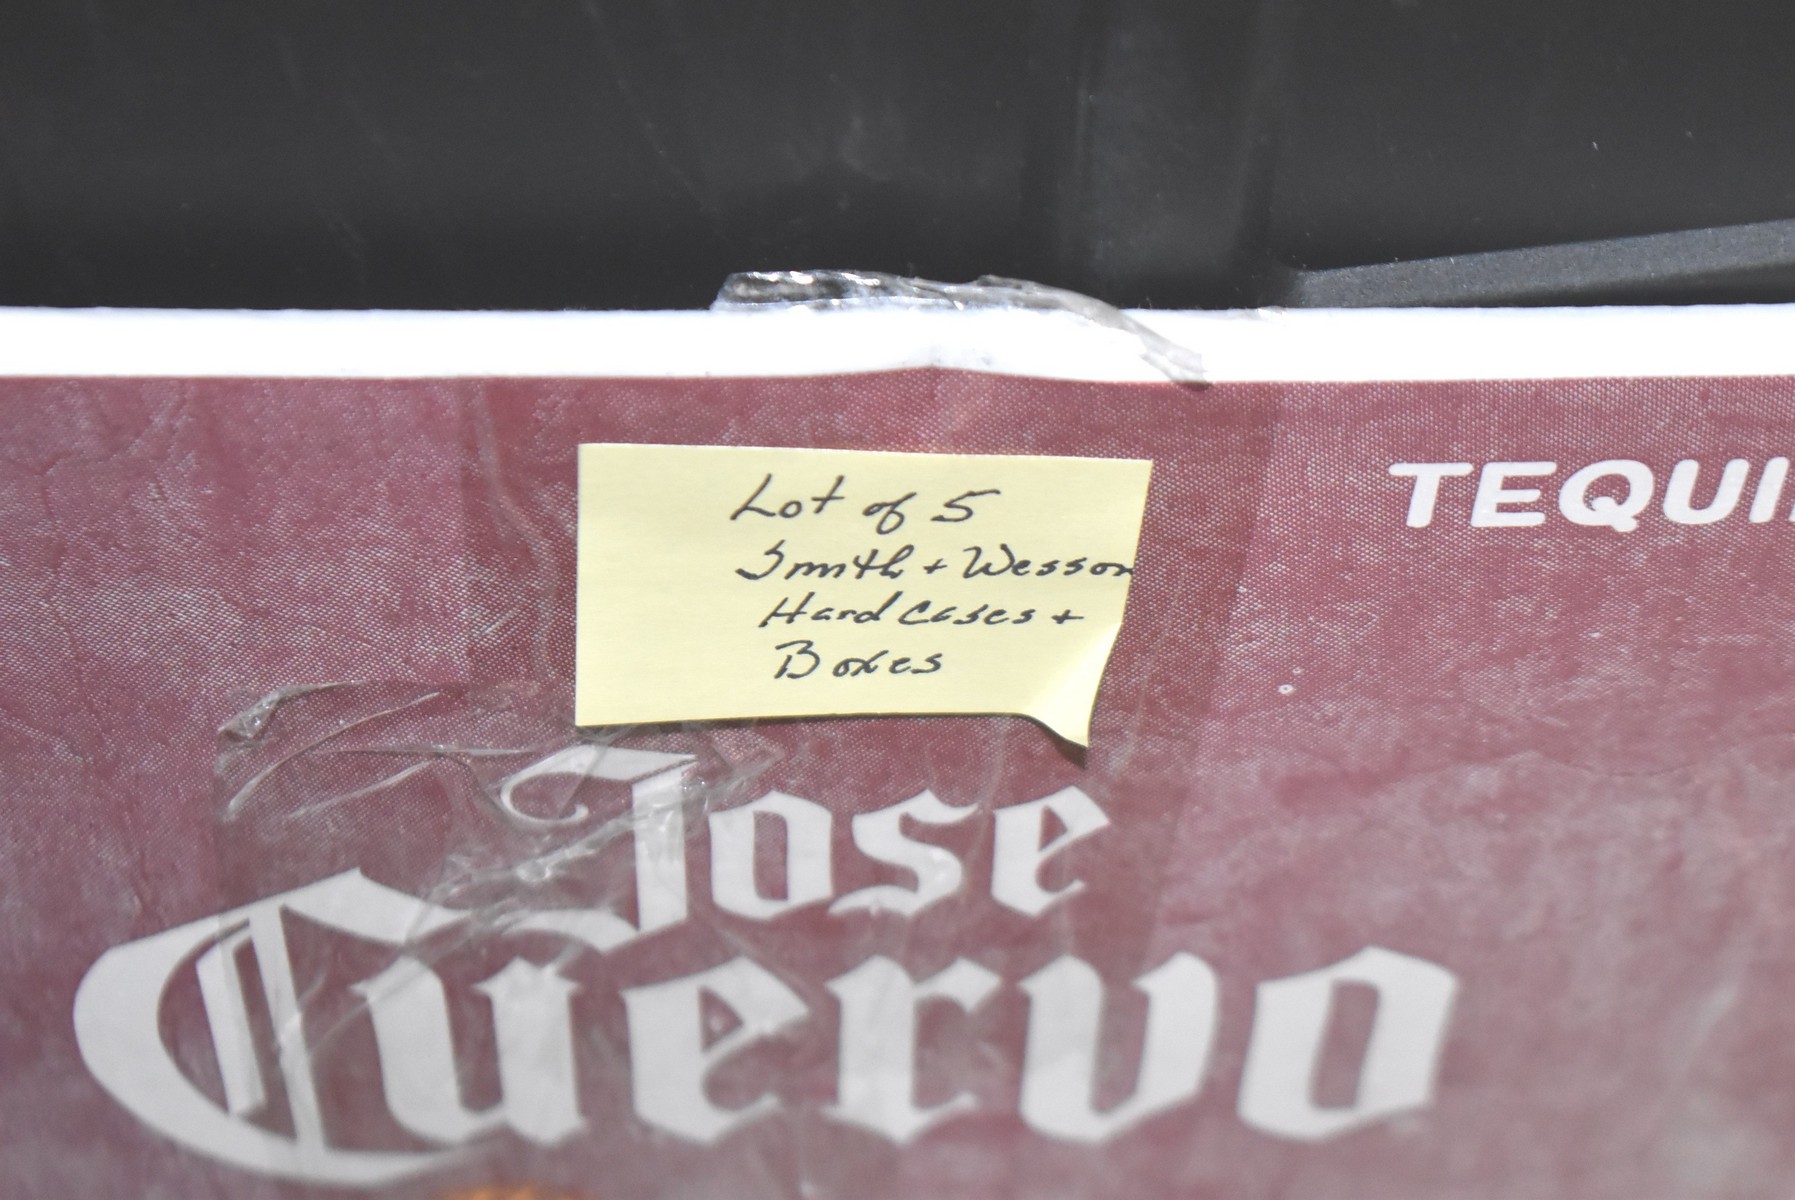 Lot of 5
Smith + Wesson
Hard Cases +
Boxes
TEQUI
Jose
Cuervo